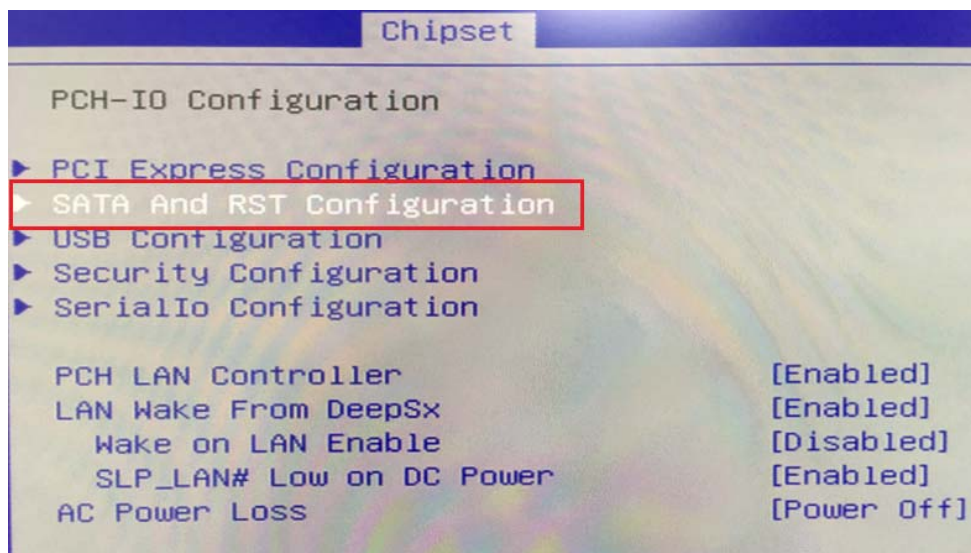 Chipset
PCH-IO Configuration
PCI Express Configuration
SATA And RST Configuration
USB Configuration
Security Configuration
SerialIo Configuration
PCH LAN Controller [Enabled]
LAN Wake From DeepSx [Enabled]
Wake on LAN Enable [Disabled]
SLP_LAN# Low on DC Power [Enabled]
AC Power Loss [Power Off]